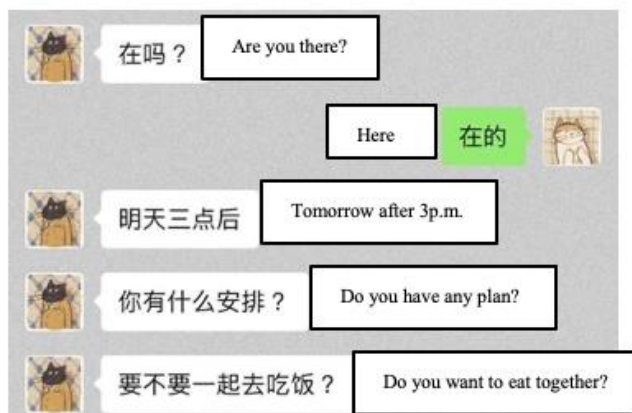 在吗？ Are you there?
Here 在的
明天三点后 Tomorrow after 3p.m.
你有什么安排？ Do you have any plan?
要不要一起去吃饭？ Do you want to eat together?